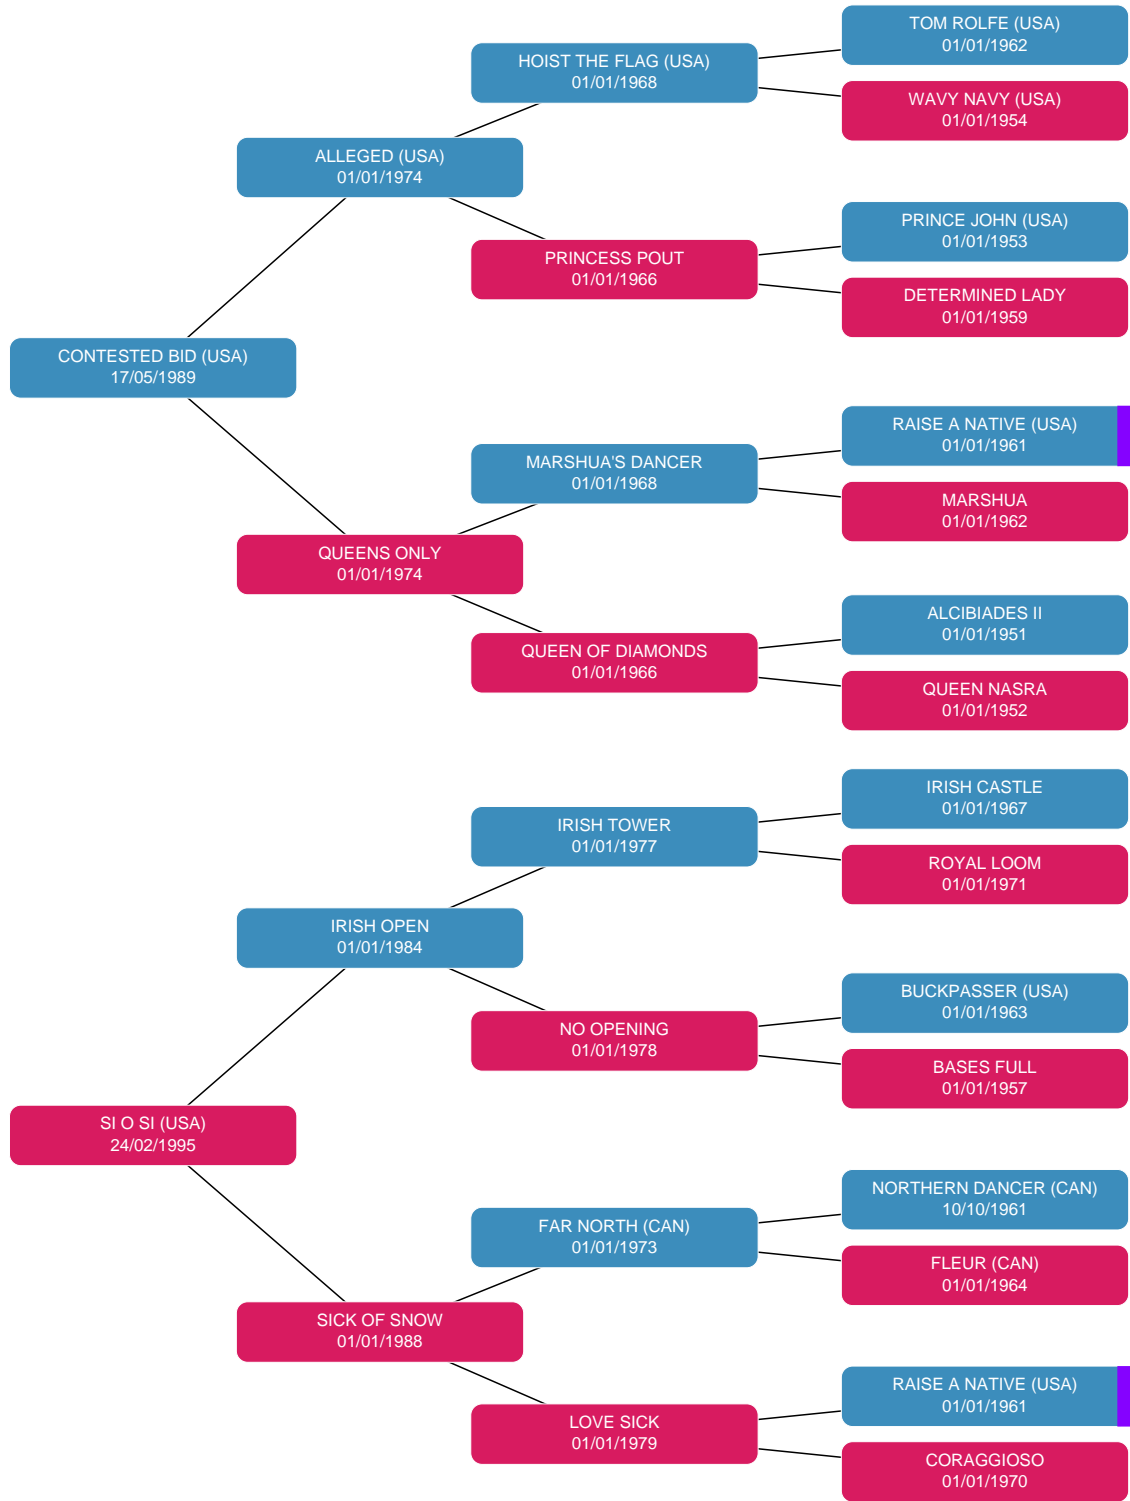 TOM ROLFE (USA)
01/01/1962
HOIST THE FLAG (USA)
01/01/1968
WAVY NAVY (USA)
01/01/1954
ALLEGED (USA)
01/01/1974
PRINCE JOHN (USA)
01/01/1953
PRINCESS POUT
01/01/1966
DETERMINED LADY
01/01/1959
CONTESTED BID (USA)
17/05/1989
RAISE A NATIVE (USA)
01/01/1961
MARSHUA'S DANCER
01/01/1968
MARSHUA
01/01/1962
QUEENS ONLY
01/01/1974
ALCIBIADES II
01/01/1951
QUEEN OF DIAMONDS
01/01/1966
QUEEN NASRA
01/01/1952
IRISH CASTLE
01/01/1967
IRISH TOWER
01/01/1977
ROYAL LOOM
01/01/1971
IRISH OPEN
01/01/1984
BUCKPASSER (USA)
01/01/1963
NO OPENING
01/01/1978
BASES FULL
01/01/1957
SI O SI (USA)
24/02/1995
NORTHERN DANCER (CAN)
10/10/1961
FAR NORTH (CAN)
01/01/1973
FLEUR (CAN)
01/01/1964
SICK OF SNOW
01/01/1988
RAISE A NATIVE (USA)
01/01/1961
LOVE SICK
01/01/1979
CORAGGIOSO
01/01/1970